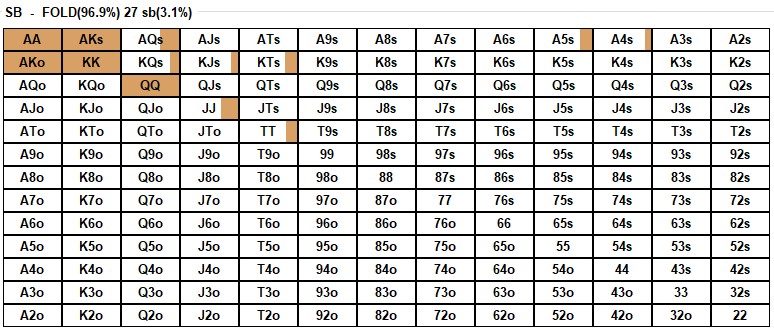 SB - FOLD(96.9%) 27 sb(3.1%)
AA AKs AQs AJs ATs A9s A8s A7s A6s A5s A4s A3s A2s
AKo KK KQs KJs KTs K9s K8s K7s K6s K5s K4s K3s K2s
AQo KQo QQ QJs QTs Q9s Q8s Q7s Q6s Q5s Q4s Q3s Q2s
AJo KJo QJo JJ JTs J9s J8s J7s J6s J5s J4s J3s J2s
ATo KTo QTo JTo TT T9s T8s T7s T6s T5s T4s T3s T2s
A9o K9o Q9o J9o T9o 99 98s 97s 96s 95s 94s 93s 92s
A8o K8o Q8o J8o T8o 98o 88 87s 86s 85s 84s 83s 82s
A7o K7o Q7o J7o T7o 97o 87o 77 76s 75s 74s 73s 72s
A6o K6o Q6o J6o T6o 96o 86o 76o 66 65s 64s 63s 62s
A5o K5o Q5o J5o T5o 95o 85o 75o 65o 55 54s 53s 52s
A4o K4o Q4o J4o T4o 94o 84o 74o 64o 54o 44 43s 42s
A3o K3o Q3o J3o T3o 93o 83o 73o 63o 53o 43o 33 32s
A2o K2o Q2o J2o T2o 92o 82o 72o 62o 52o 42o 32o 22